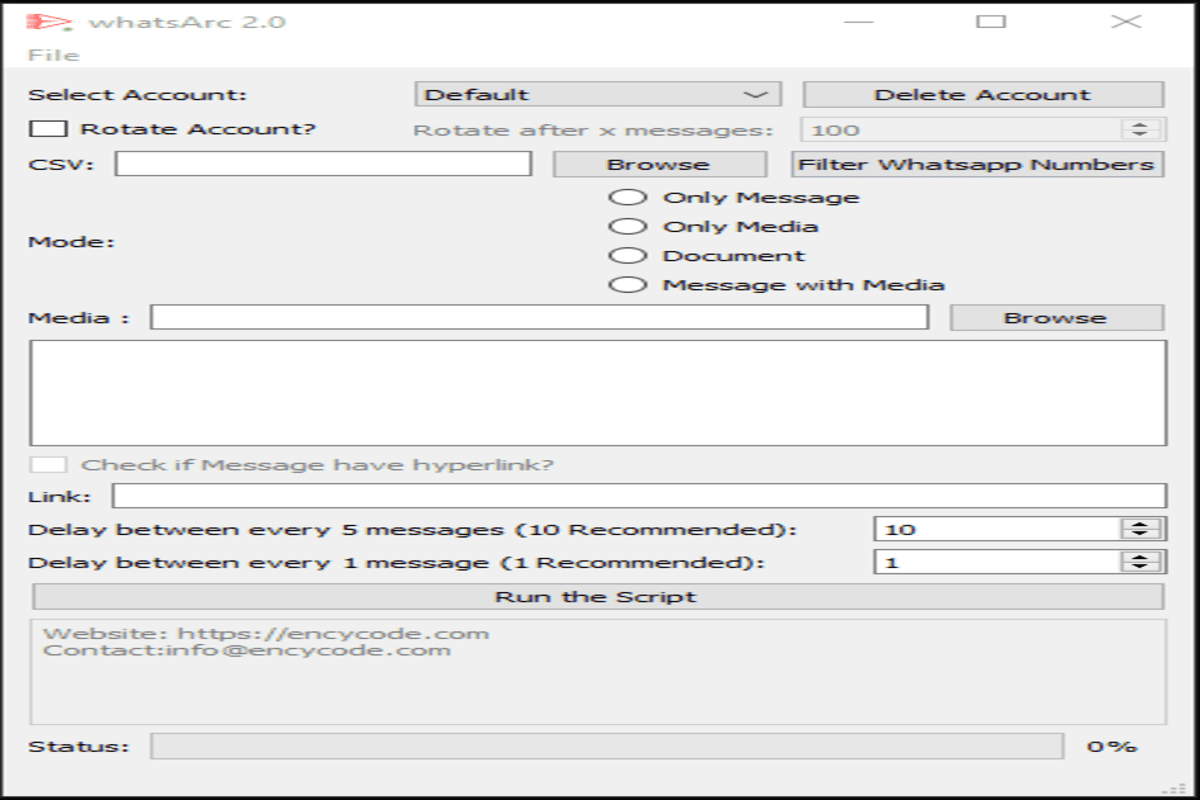 whatsArc 2.0
File
Select Account: Default Delete Account
Rotate Account? Rotate after x messages: 100
CSV: Browse Filter Whatsapp Numbers
Only Message
Only Media
Mode:
Document
Message with Media
Media : Browse
Check if Message have hyperlink?
Link:
Delay between every 5 messages (10 Recommended): 10
Delay between every 1 message (1 Recommended): 1
Run the Script
Website: https://encycode.com
Contact:info@encycode.com
Status: 0%